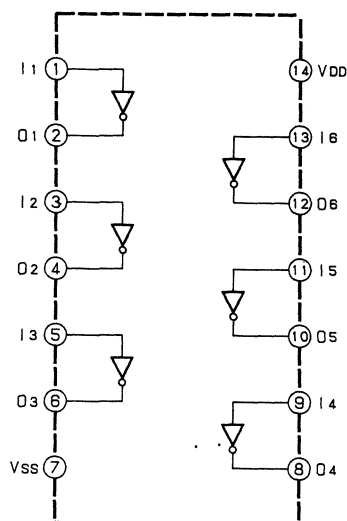 I1 1
14 VDD
O1 2
13 I6
I2 3
12 O6
O2 4
11 I5
I3 5
10 O5
O3 6
9 I4
VSS 7
8 O4